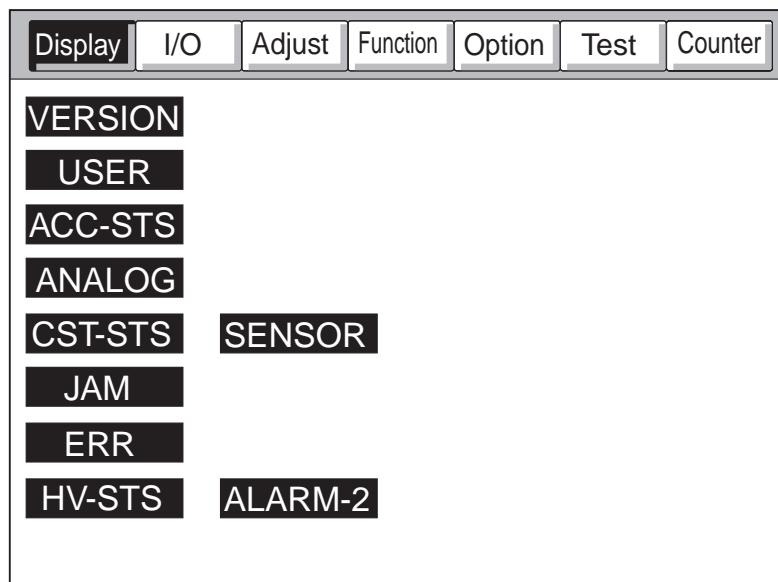 Display I/O Adjust Function Option Test Counter
VERSION
USER
ACC-STS
ANALOG
CST-STS SENSOR
JAM
ERR
HV-STS ALARM-2